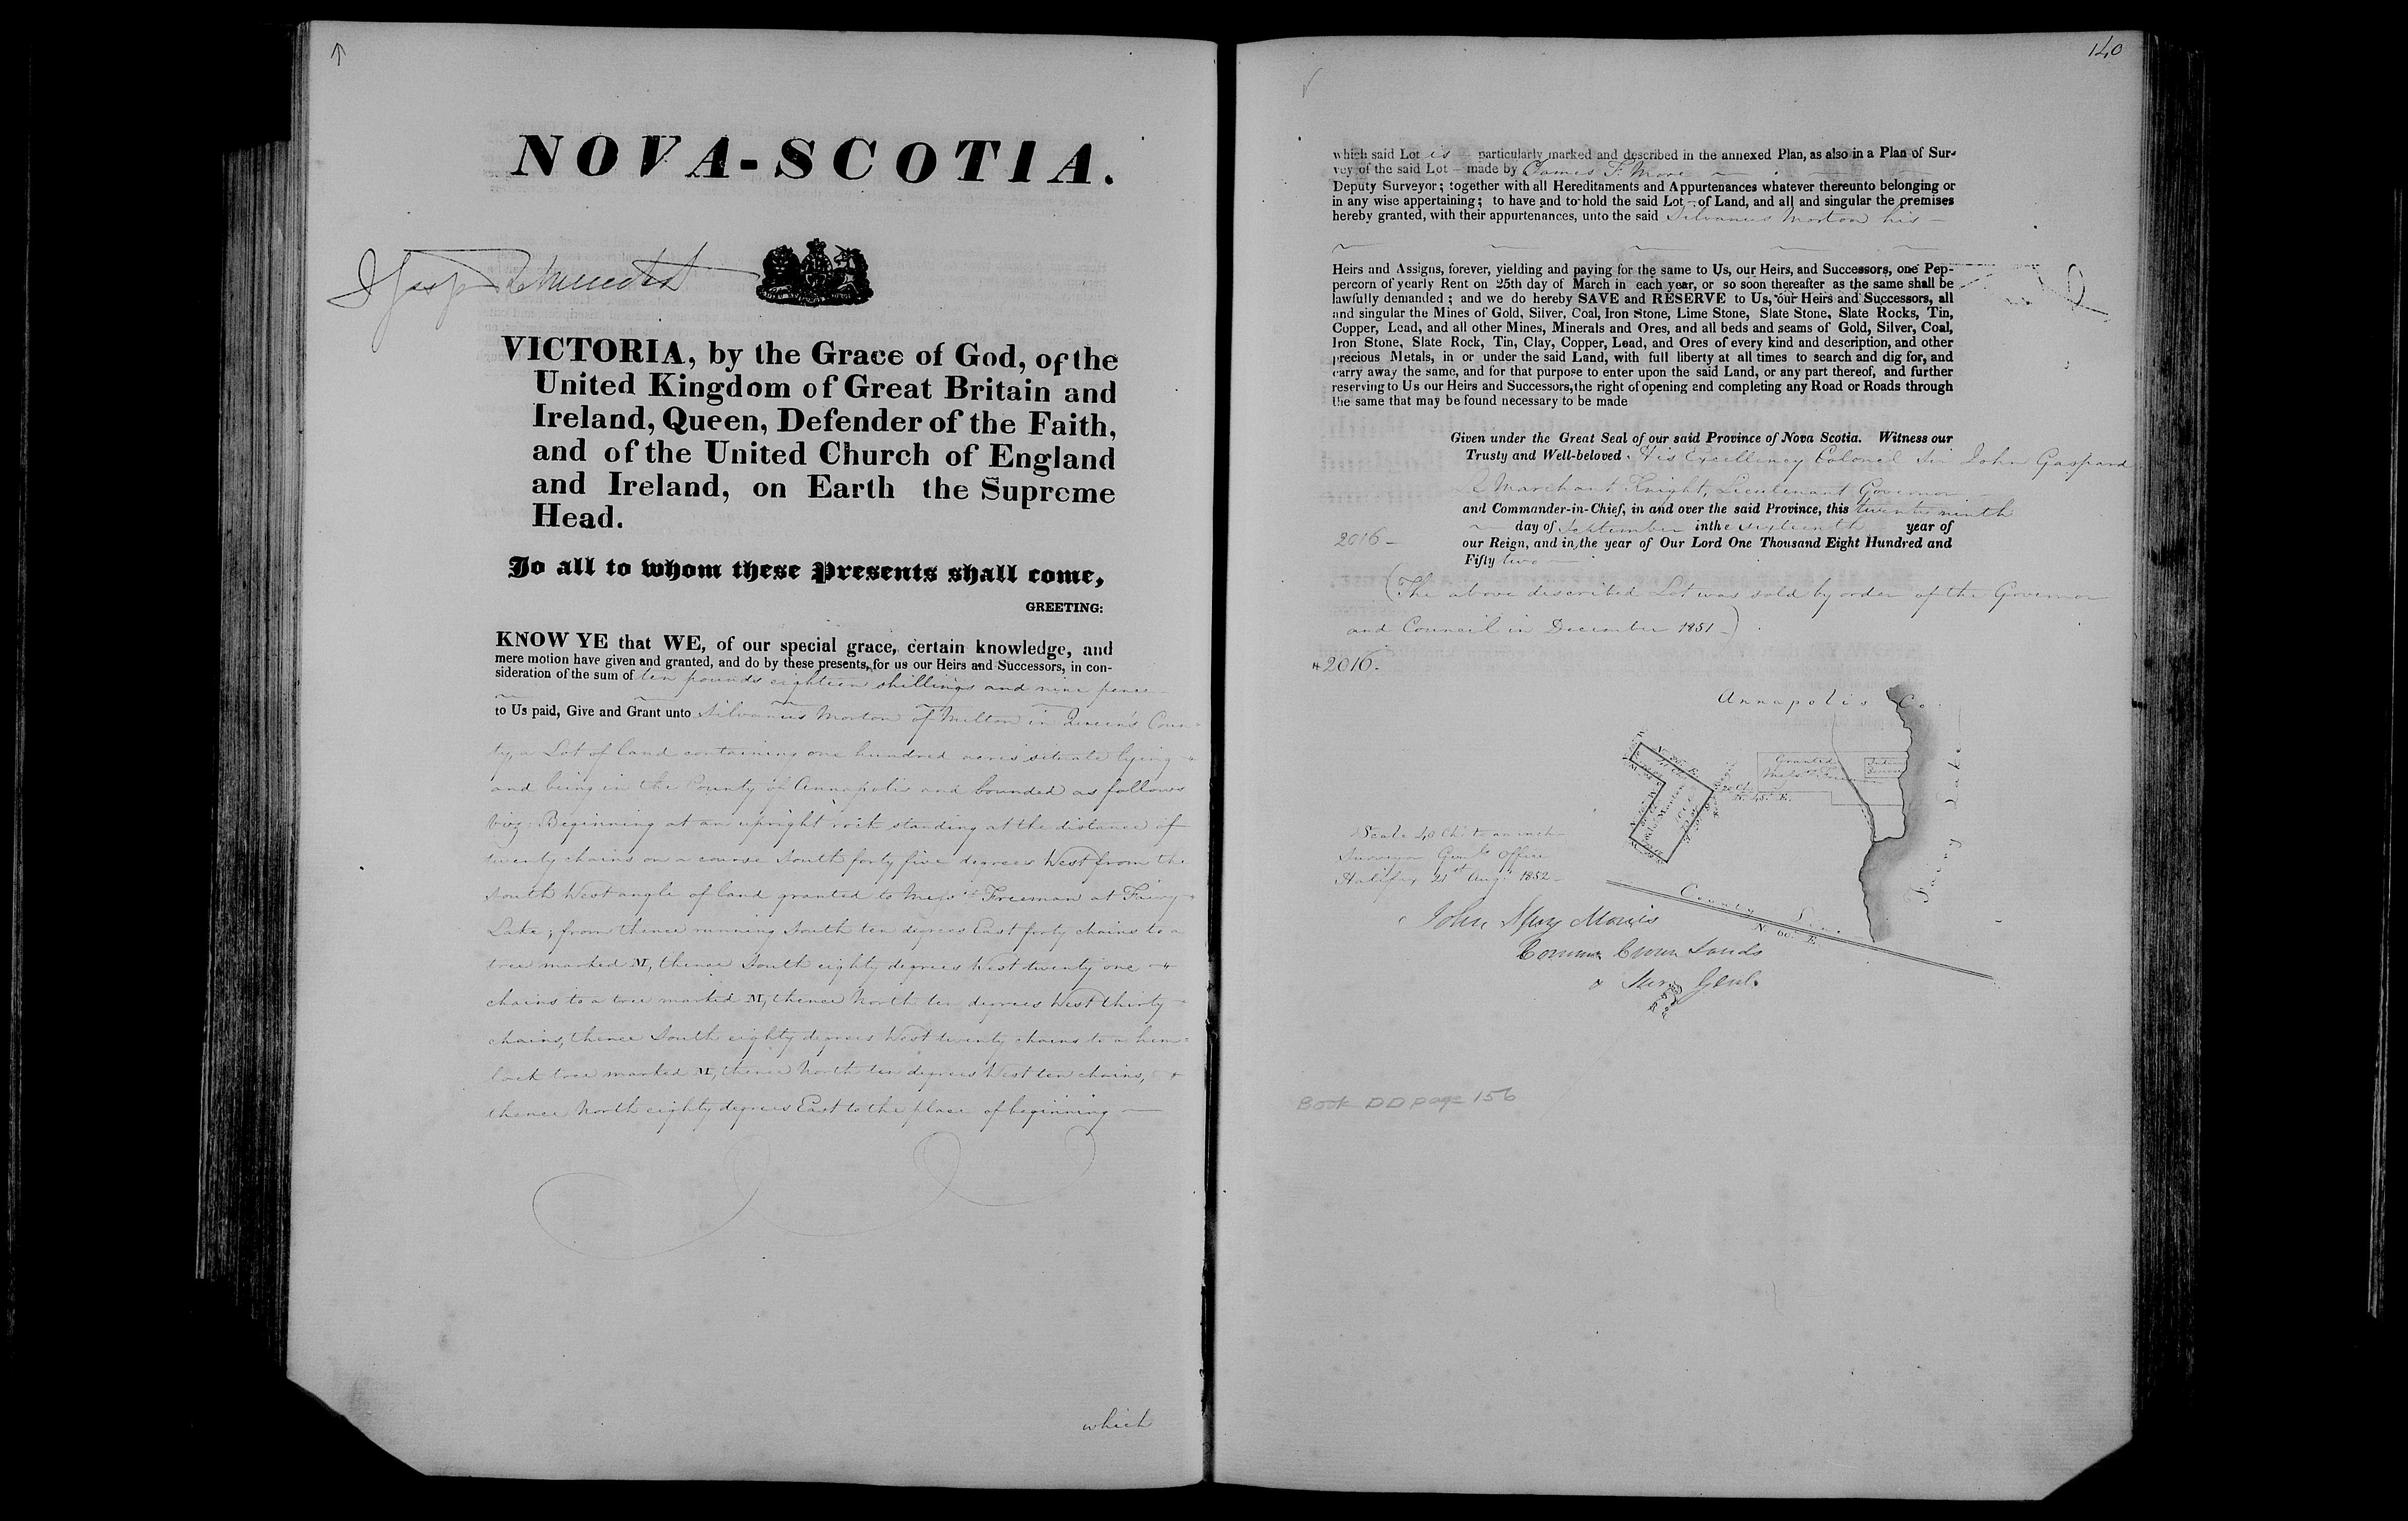 NOVA-SCOTIA.
VICTORIA, by the Grace of God, of the
United Kingdom of Great Britain and
Ireland, Queen, Defender of the Faith,
and of the United Church of England
and Ireland, on Earth the Supreme
Head.
To all to whom these Presents shall come,
GREETING:
KNOW YE that WE, of our special grace, certain knowledge, and
mere motion have given and granted, and do by these presents, for us our Heirs and Successors, in con-
sideration of the sum of ten pounds eighteen shillings and nine pence
to Us paid, Give and Grant unto Silvanus Morton of Milton in Queen's Coun-
ty, a Lot of land containing one hundred acres situate lying
and being in the County of Annapolis and bounded as follows
Viz: Beginning at an upright rock standing at the distance of
twenty chains on a course South forty five degrees West from the
South West angle of land granted to Messrs Freeman at Fairy
Lake; from thence running South ten degrees East forty chains to a
tree marked M, thence South eighty degrees West twenty one
chains to a tree marked M, thence North ten degrees West thirty
chains, thence South eighty degrees West twenty chains to a hem-
lock tree marked M, thence North ten degrees West ten chains,
thence North eighty degrees East to the place of beginning
which
140
which said Lot is particularly marked and described in the annexed Plan, as also in a Plan of Sur-
vey of the said Lot made by James F. More
Deputy Surveyor; together with all Hereditaments and Appurtenances whatever thereunto belonging or
in any wise appertaining; to have and to hold the said Lot of Land, and all and singular the premises
hereby granted, with their appurtenances, unto the said Silvanus Morton his
Heirs and Assigns, forever, yielding and paying for the same to Us, our Heirs, and Successors, one Pep-
percorn of yearly Rent on 25th day of March in each year, or so soon thereafter as the same shall be
lawfully demanded; and we do hereby SAVE and RESERVE to Us, our Heirs and Successors, all
and singular the Mines of Gold, Silver, Coal, Iron Stone, Lime Stone, Slate Stone, Slate Rocks, Tin,
Copper, Lead, and all other Mines, Minerals and Ores, and all beds and seams of Gold, Silver, Coal,
Iron Stone, Slate Rock, Tin, Clay, Copper, Lead, and Ores of every kind and description, and other
precious Metals, in or under the said Land, with full liberty at all times to search and dig for, and
carry away the same, and for that purpose to enter upon the said Land, or any part thereof, and further
reserving to Us our Heirs and Successors, the right of opening and completing any Road or Roads through
the same that may be found necessary to be made
Given under the Great Seal of our said Province of Nova Scotia. Witness our
Trusty and Well-beloved His Excellency Colonel Sir John Gaspard
Le Marchant Knight, Lieutenant Governor
and Commander-in-Chief, in and over the said Province, this twenty ninth
day of September in the sixteenth year of
2016
our Reign, and in the year of Our Lord One Thousand Eight Hundred and
Fifty two
(The above described Lot was sold by order of the Governor
and Council in December 1851)
2016.
Annapolis Co.
Granted
Messrs Freeman
N. 45 E.
Fairy Lake
Scale 40 Chs to an inch
Surveyor Genls Office
Halifax 21st Augt 1852
County Line
N. 60 E.
John Spry Morris
Commr Crown Lands
& Surv Genl.
Book DD page 156